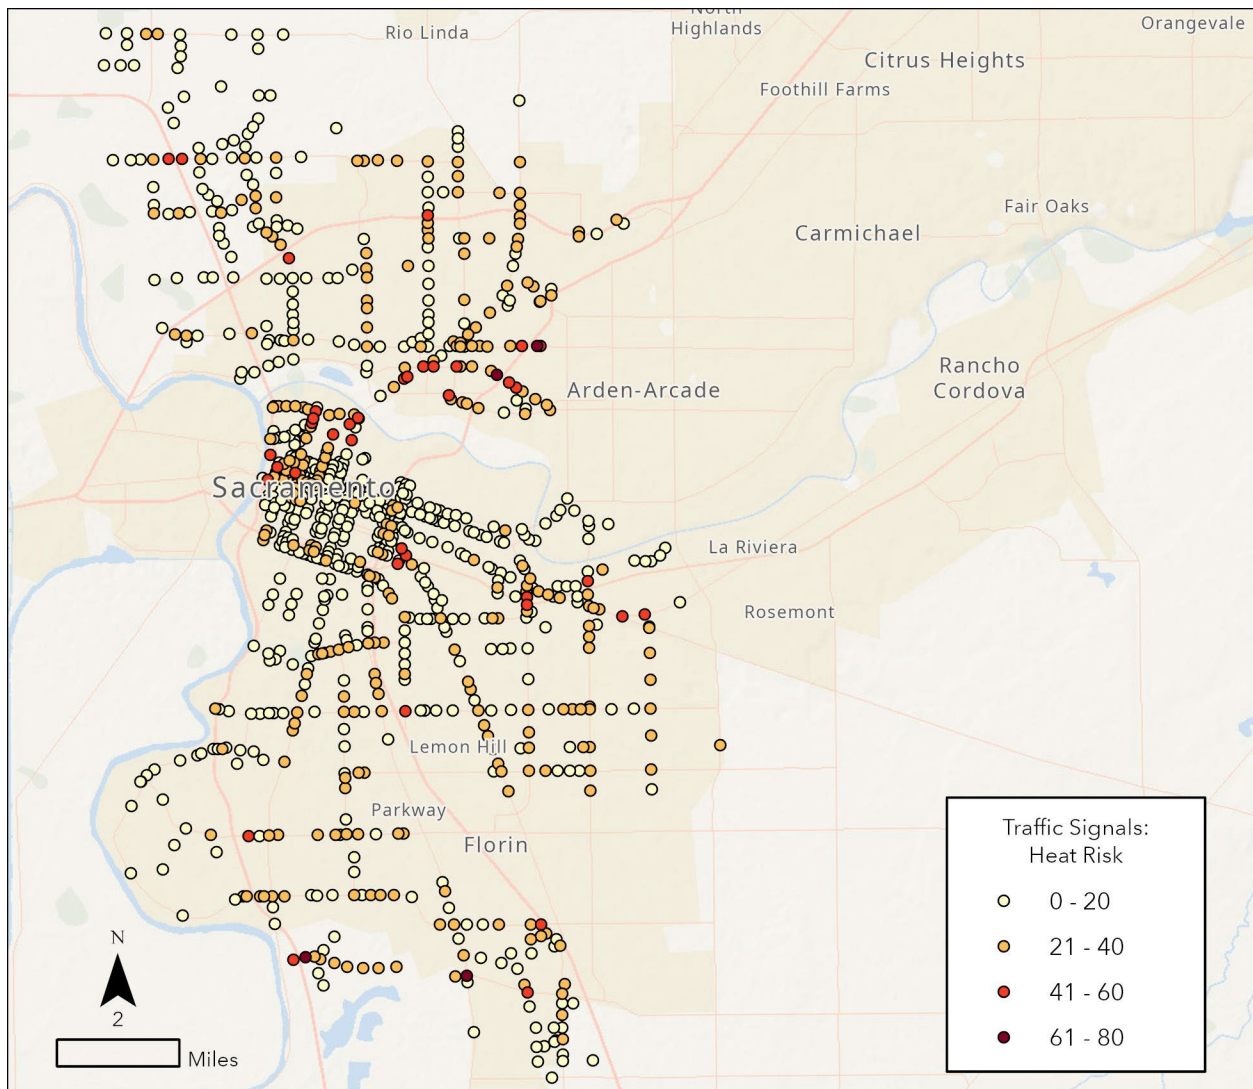 North
Highlands
Orangevale
Rio Linda
Citrus Heights
Foothill Farms
Fair Oaks
Carmichael
Rancho
Cordova
Arden-Arcade
Sacramento
La Riviera
Rosemont
Lemon Hill
Parkway
Florin
Traffic Signals:
Heat Risk
0 - 20
21 - 40
41 - 60
61 - 80
N
2
Miles